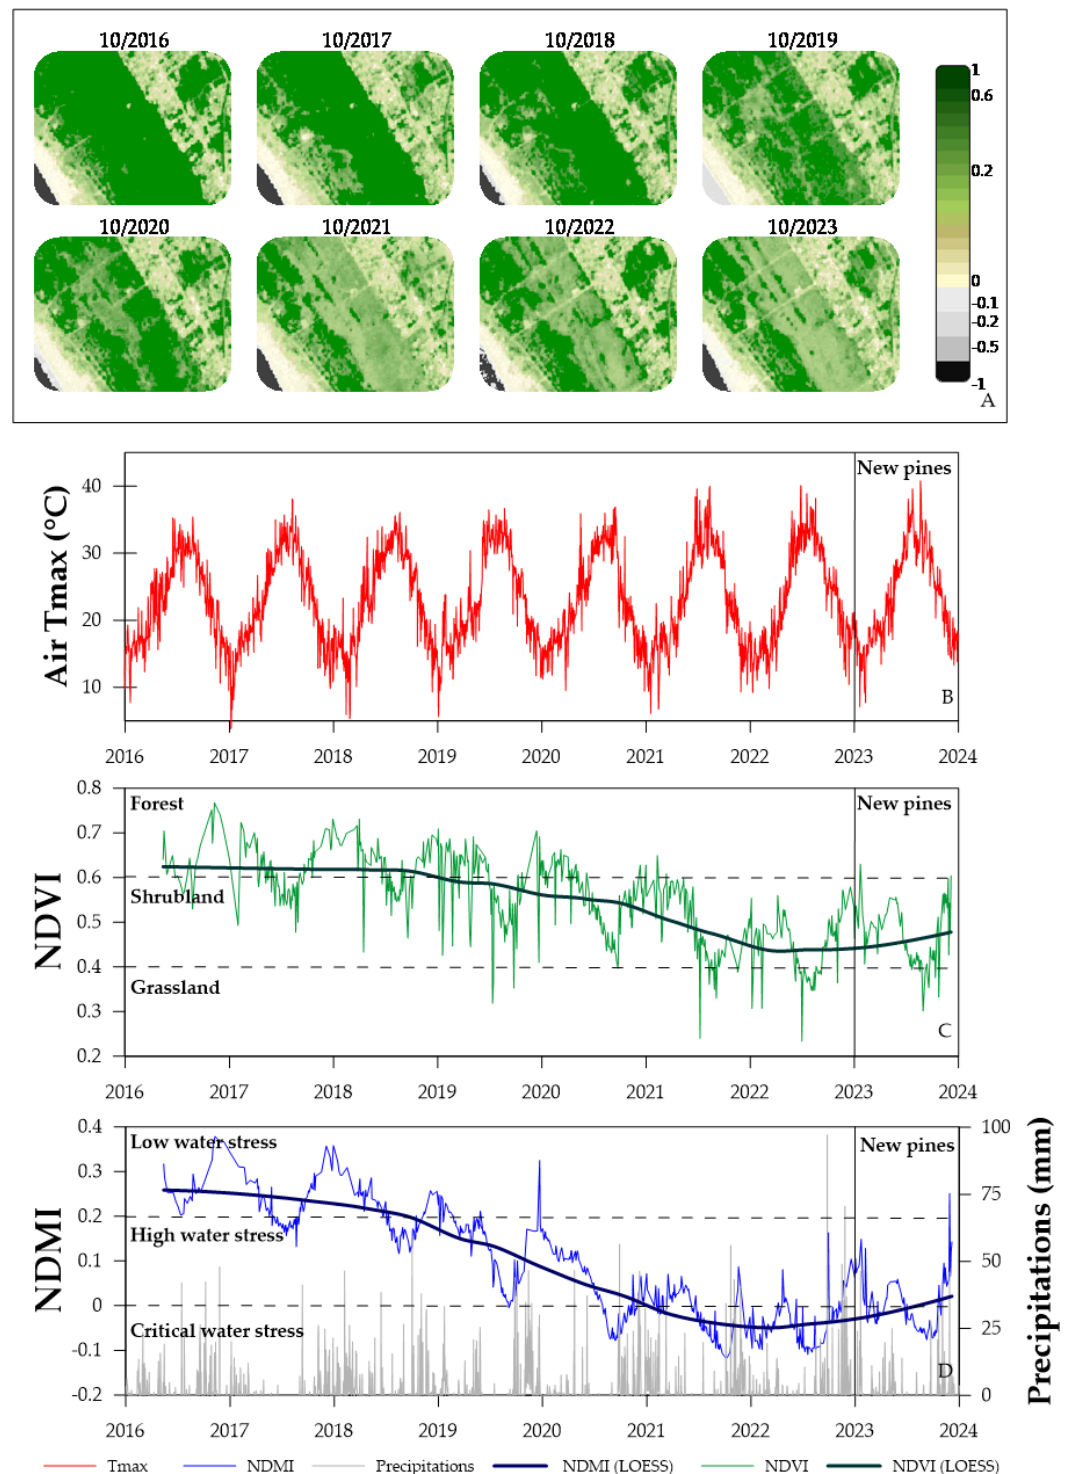 10/2016 10/2017 10/2018 10/2019
1
0.6
0.2
10/2020 10/2021 10/2022 10/2023
0
-0.1
-0.2
-0.5
-1
A
Air Tmax (°C)
40
30
20
10
New pines
B
2016 2017 2018 2019 2020 2021 2022 2023 2024
NDVI
0.8
0.7
0.6
0.5
0.4
0.3
0.2
Forest
New pines
Shrubland
Grassland
C
2016 2017 2018 2019 2020 2021 2022 2023 2024
NDMI
0.4
0.3
0.2
0.1
0
-0.1
-0.2
Low water stress
New pines
High water stress
Critical water stress
D
100
75
50
25
0
Precipitations (mm)
2016 2017 2018 2019 2020 2021 2022 2023 2024
Tmax NDMI Precipitations NDMI (LOESS) NDVI NDVI (LOESS)